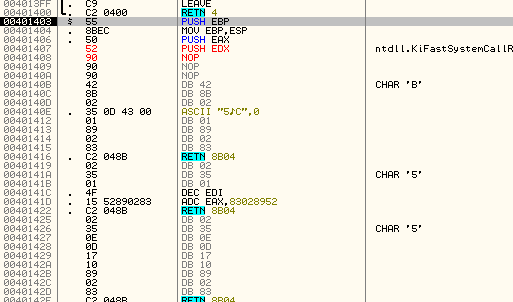 004013FF . C9 LEAVE
00401400 . C2 0400 RETN 4
00401403 $ 55 PUSH EBP
00401404 . 8BEC MOV EBP,ESP
00401406 . 50 PUSH EAX
00401407 52 PUSH EDX ntdll.KiFastSystemCallR
00401408 90 NOP
00401409 90 NOP
0040140A 90 NOP
0040140B . 42 DB 42 CHAR 'B'
0040140C . 8B DB 8B
0040140D . 02 DB 02
0040140E . 35 0D 43 00 ASCII "5♪C",0
00401412 . 01 DB 01
00401413 . 89 DB 89
00401414 . 02 DB 02
00401415 . 83 DB 83
00401416 . C2 048B RETN 8B04
00401419 . 02 DB 02
0040141A . 35 DB 35 CHAR '5'
0040141B . 01 DB 01
0040141C . 4F DEC EDI
0040141D . 15 52890283 ADC EAX,83028952
00401422 . C2 048B RETN 8B04
00401425 . 02 DB 02
00401426 . 35 DB 35 CHAR '5'
00401427 . 0E DB 0E
00401428 . 0D DB 0D
00401429 . 17 DB 17
0040142A . 10 DB 10
0040142B . 89 DB 89
0040142C . 02 DB 02
0040142D . 83 DB 83
0040142E . C2 048B RETN 8B04